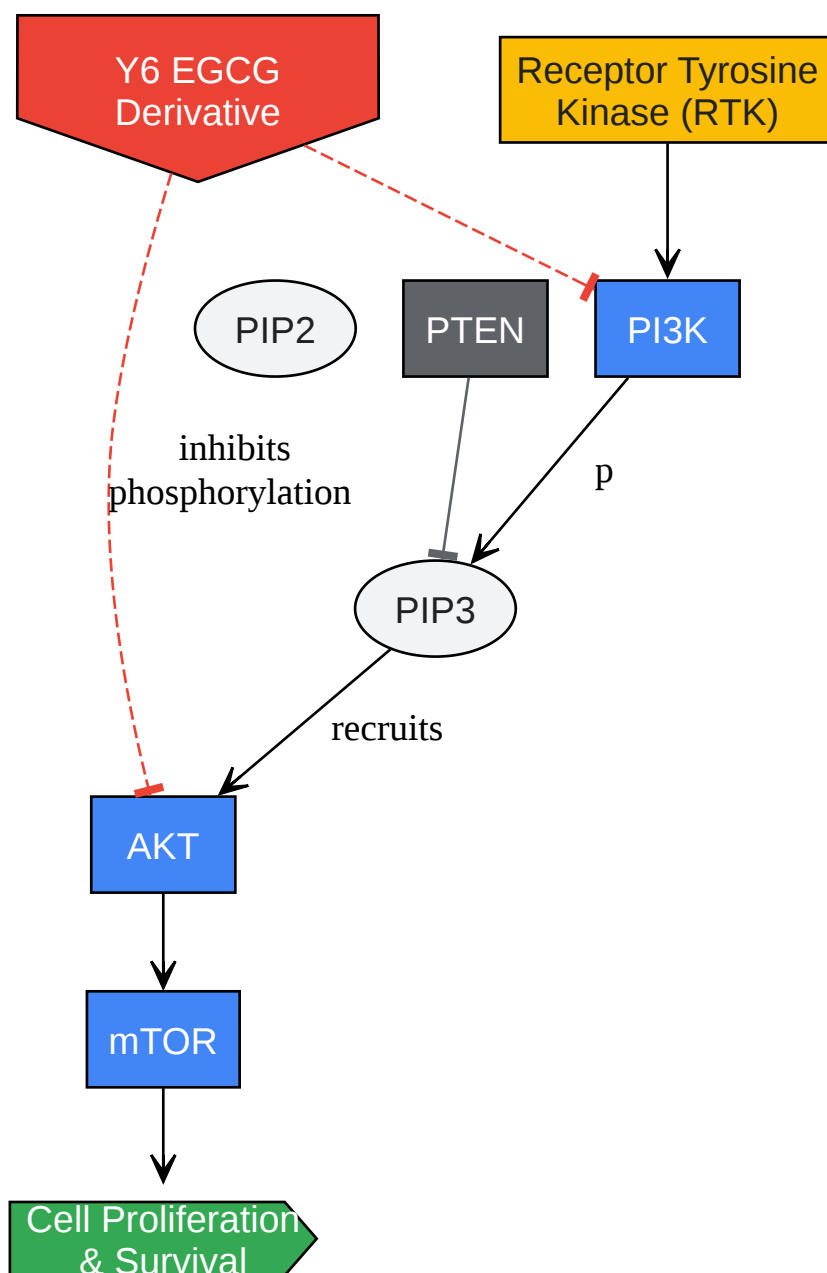 Y6 EGCG
Derivative
Receptor Tyrosine
Kinase (RTK)
PIP2
PTEN
PI3K
inhibits
phosphorylation
p
PIP3
recruits
AKT
mTOR
Cell Proliferation
& Survival